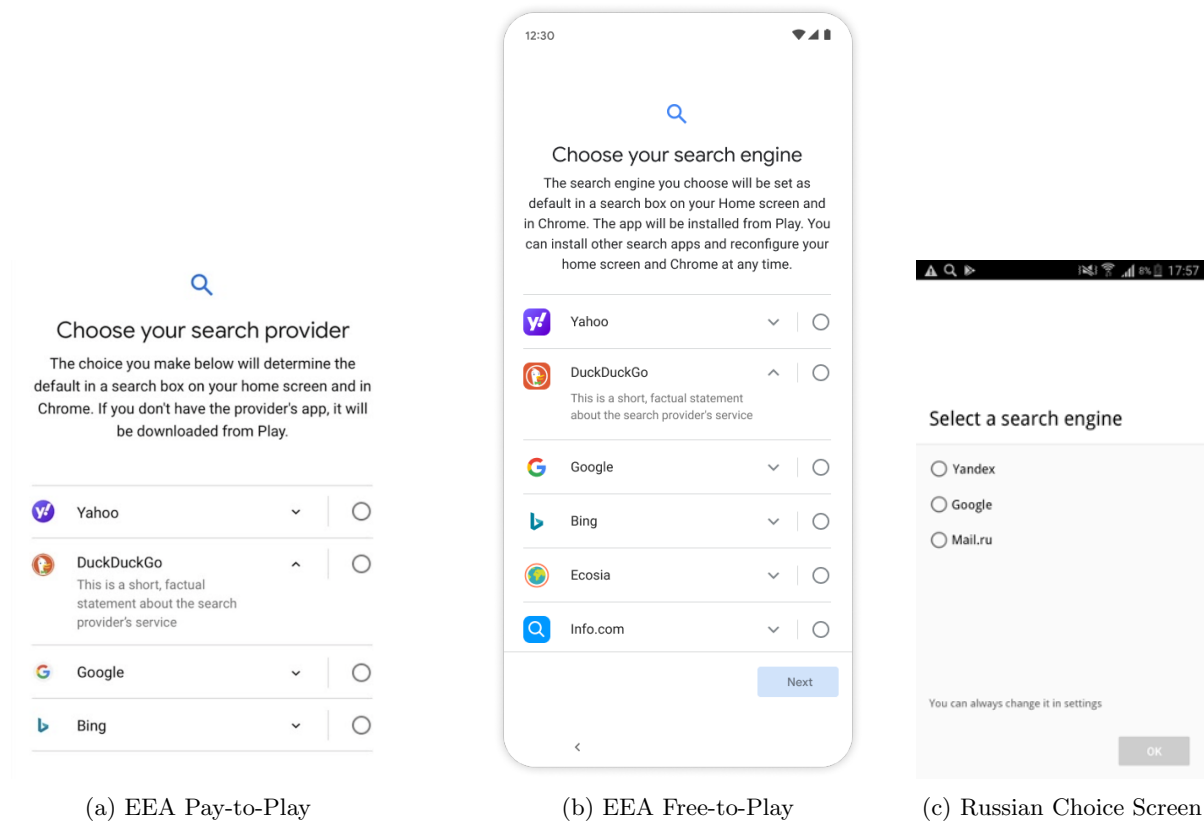 Choose your search provider
The choice you make below will determine the
default in a search box on your home screen and in
Chrome. If you don't have the provider's app, it will
be downloaded from Play.
y!
Yahoo
DuckDuckGo
This is a short, factual
statement about the search
provider's service
G
Google
b
Bing
(a) EEA Pay-to-Play
12:30
Choose your search engine
The search engine you choose will be set as
default in a search box on your Home screen and
in Chrome. The app will be installed from Play. You
can install other search apps and reconfigure your
home screen and Chrome at any time.
y!
Yahoo
DuckDuckGo
This is a short, factual statement
about the search provider's service
G
Google
b
Bing
Ecosia
Info.com
Next
(b) EEA Free-to-Play
8% 17:57
Select a search engine
Yandex
Google
Mail.ru
You can always change it in settings
OK
(c) Russian Choice Screen